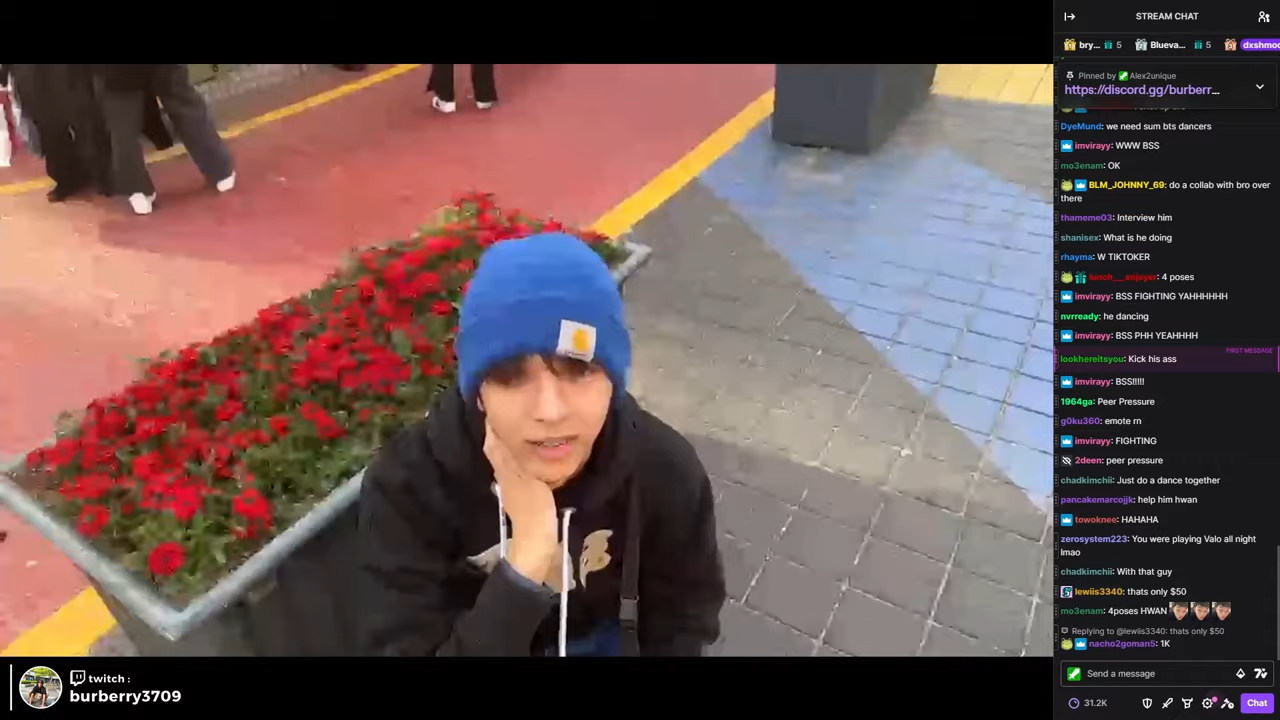 STREAM CHAT
bry... 5 Blueva... 5 dxshmoo
Pinned by Alex2unique
https://discord.gg/burberr...
DyeMund: we need sum bts dancers
imvirayy: WWW BSS
mo3enam: OK
BLM_JOHNNY_69: do a collab with bro over
there
thameme03: Interview him
shanisex: What is he doing
rhayma: W TIKTOKER
lunch__enjoyer: 4 poses
imvirayy: BSS FIGHTING YAHHHHHH
nvrready: he dancing
imvirayy: BSS PHH YEAHHHH
FIRST MESSAGE
lookhereitsyou: Kick his ass
imvirayy: BSS!!!!!
1964ga: Peer Pressure
g0ku360: emote rn
imvirayy: FIGHTING
2deen: peer pressure
chadkimchii: Just do a dance together
pancakemarcojjk: help him hwan
towoknee: HAHAHA
zerosystem223: You were playing Valo all night
lmao
chadkimchii: With that guy
lewiis3340: thats only $50
mo3enam: 4poses HWAN
Replying to @lewiis3340: thats only $50
nacho2goman5: 1K
Send a message
31.2K
Chat
twitch :
burberry3709